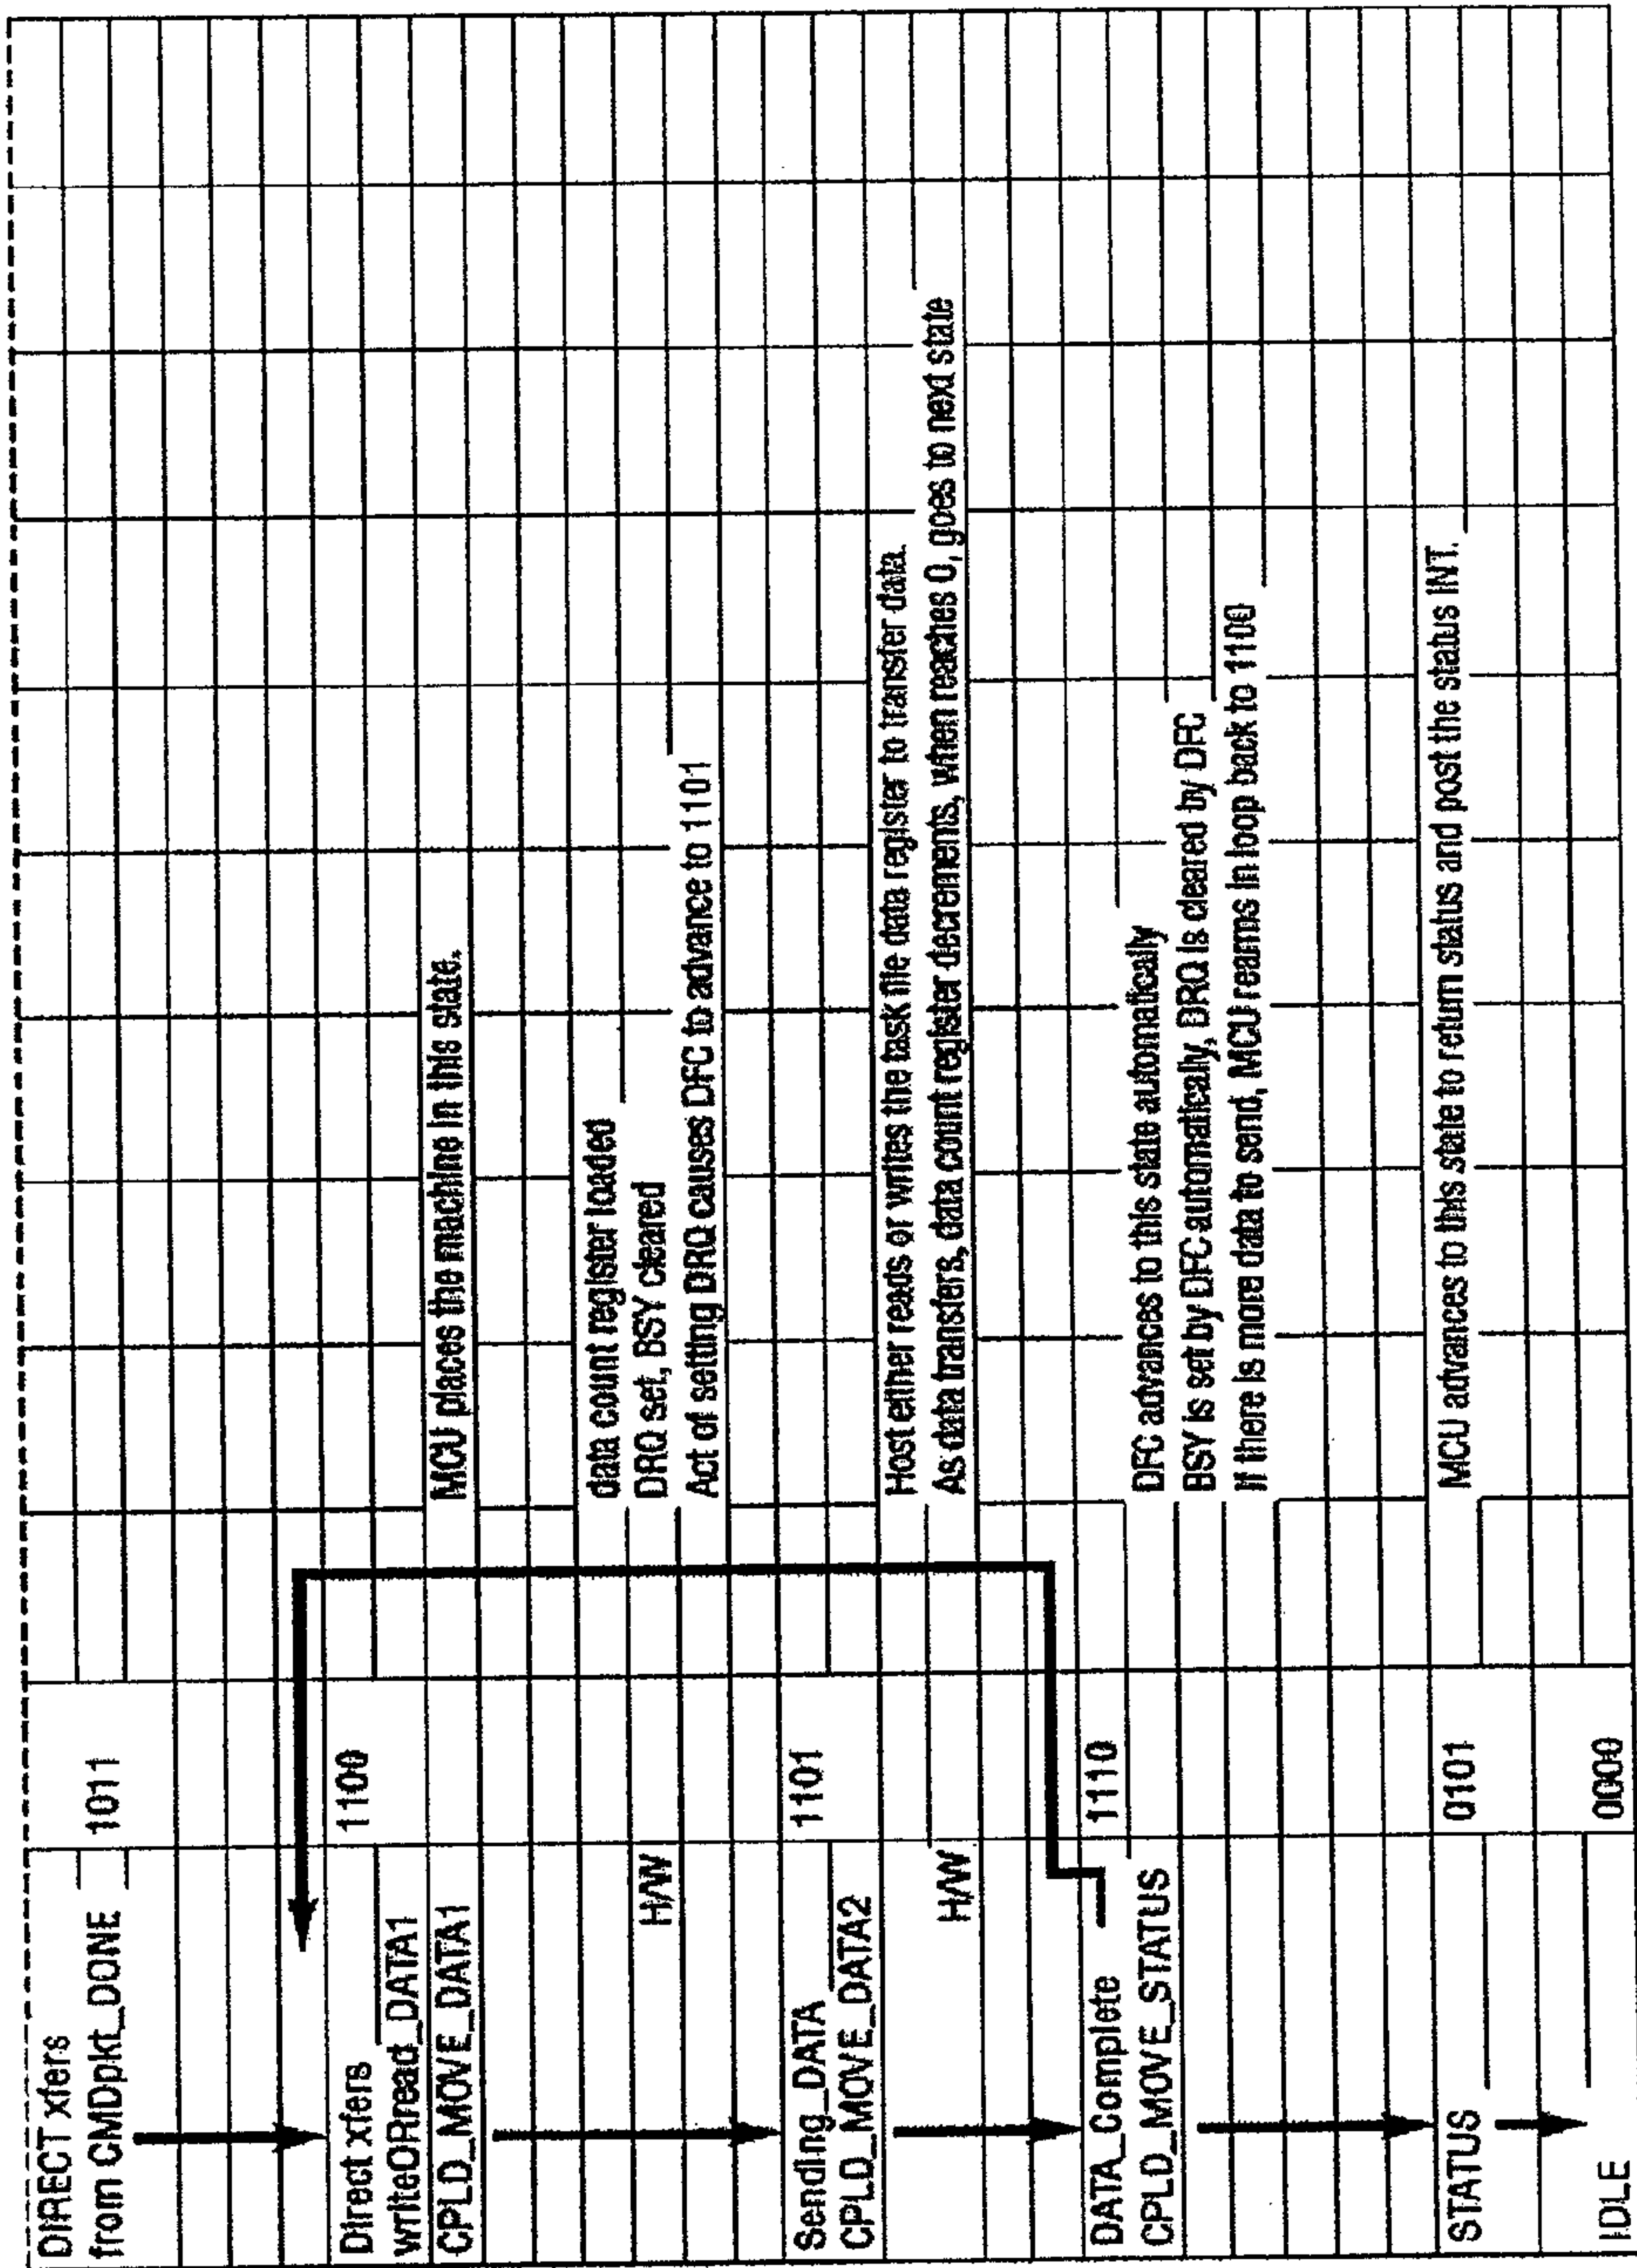 DIRECT xfers
from CMDpkt_DONE 1011
Direct xfers 1100
writeORread_DATA1
CPLD_MOVE_DATA1 MCU places the machine in this state.
data count register loaded
H/W DRQ set, BSY cleared
Act of setting DRQ causes DFC to advance to 1101
Sending_DATA 1101
CPLD_MOVE_DATA2
Host either reads or writes the task file data register to transfer data.
H/W As data transfers, data count register decrements, when reaches 0, goes to next state
DATA_Complete 1110
CPLD_MOVE_STATUS DFC advances to this state automatically
BSY is set by DFC automatically, DRQ is cleared by DFC
If there is more data to send, MCU rearms in loop back to 1100
STATUS 0101 MCU advances to this state to return status and post the status INT.
IDLE 0000